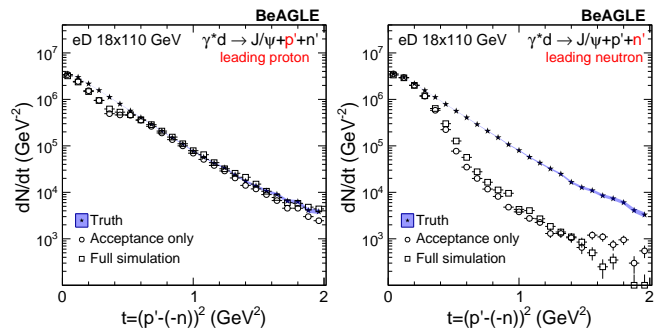 BeAGLE
eD 18x110 GeV
γ*d → J/ψ+p'+n'
leading proton
10⁷
10⁶
10⁵
10⁴
10³
dN/dt (GeV⁻²)
Truth
Acceptance only
Full simulation
0 1 2
t=(p'-(-n))² (GeV²)
BeAGLE
eD 18x110 GeV
γ*d → J/ψ+p'+n'
leading neutron
10⁷
10⁶
10⁵
10⁴
10³
dN/dt (GeV⁻²)
Truth
Acceptance only
Full simulation
0 1 2
t=(p'-(-n))² (GeV²)